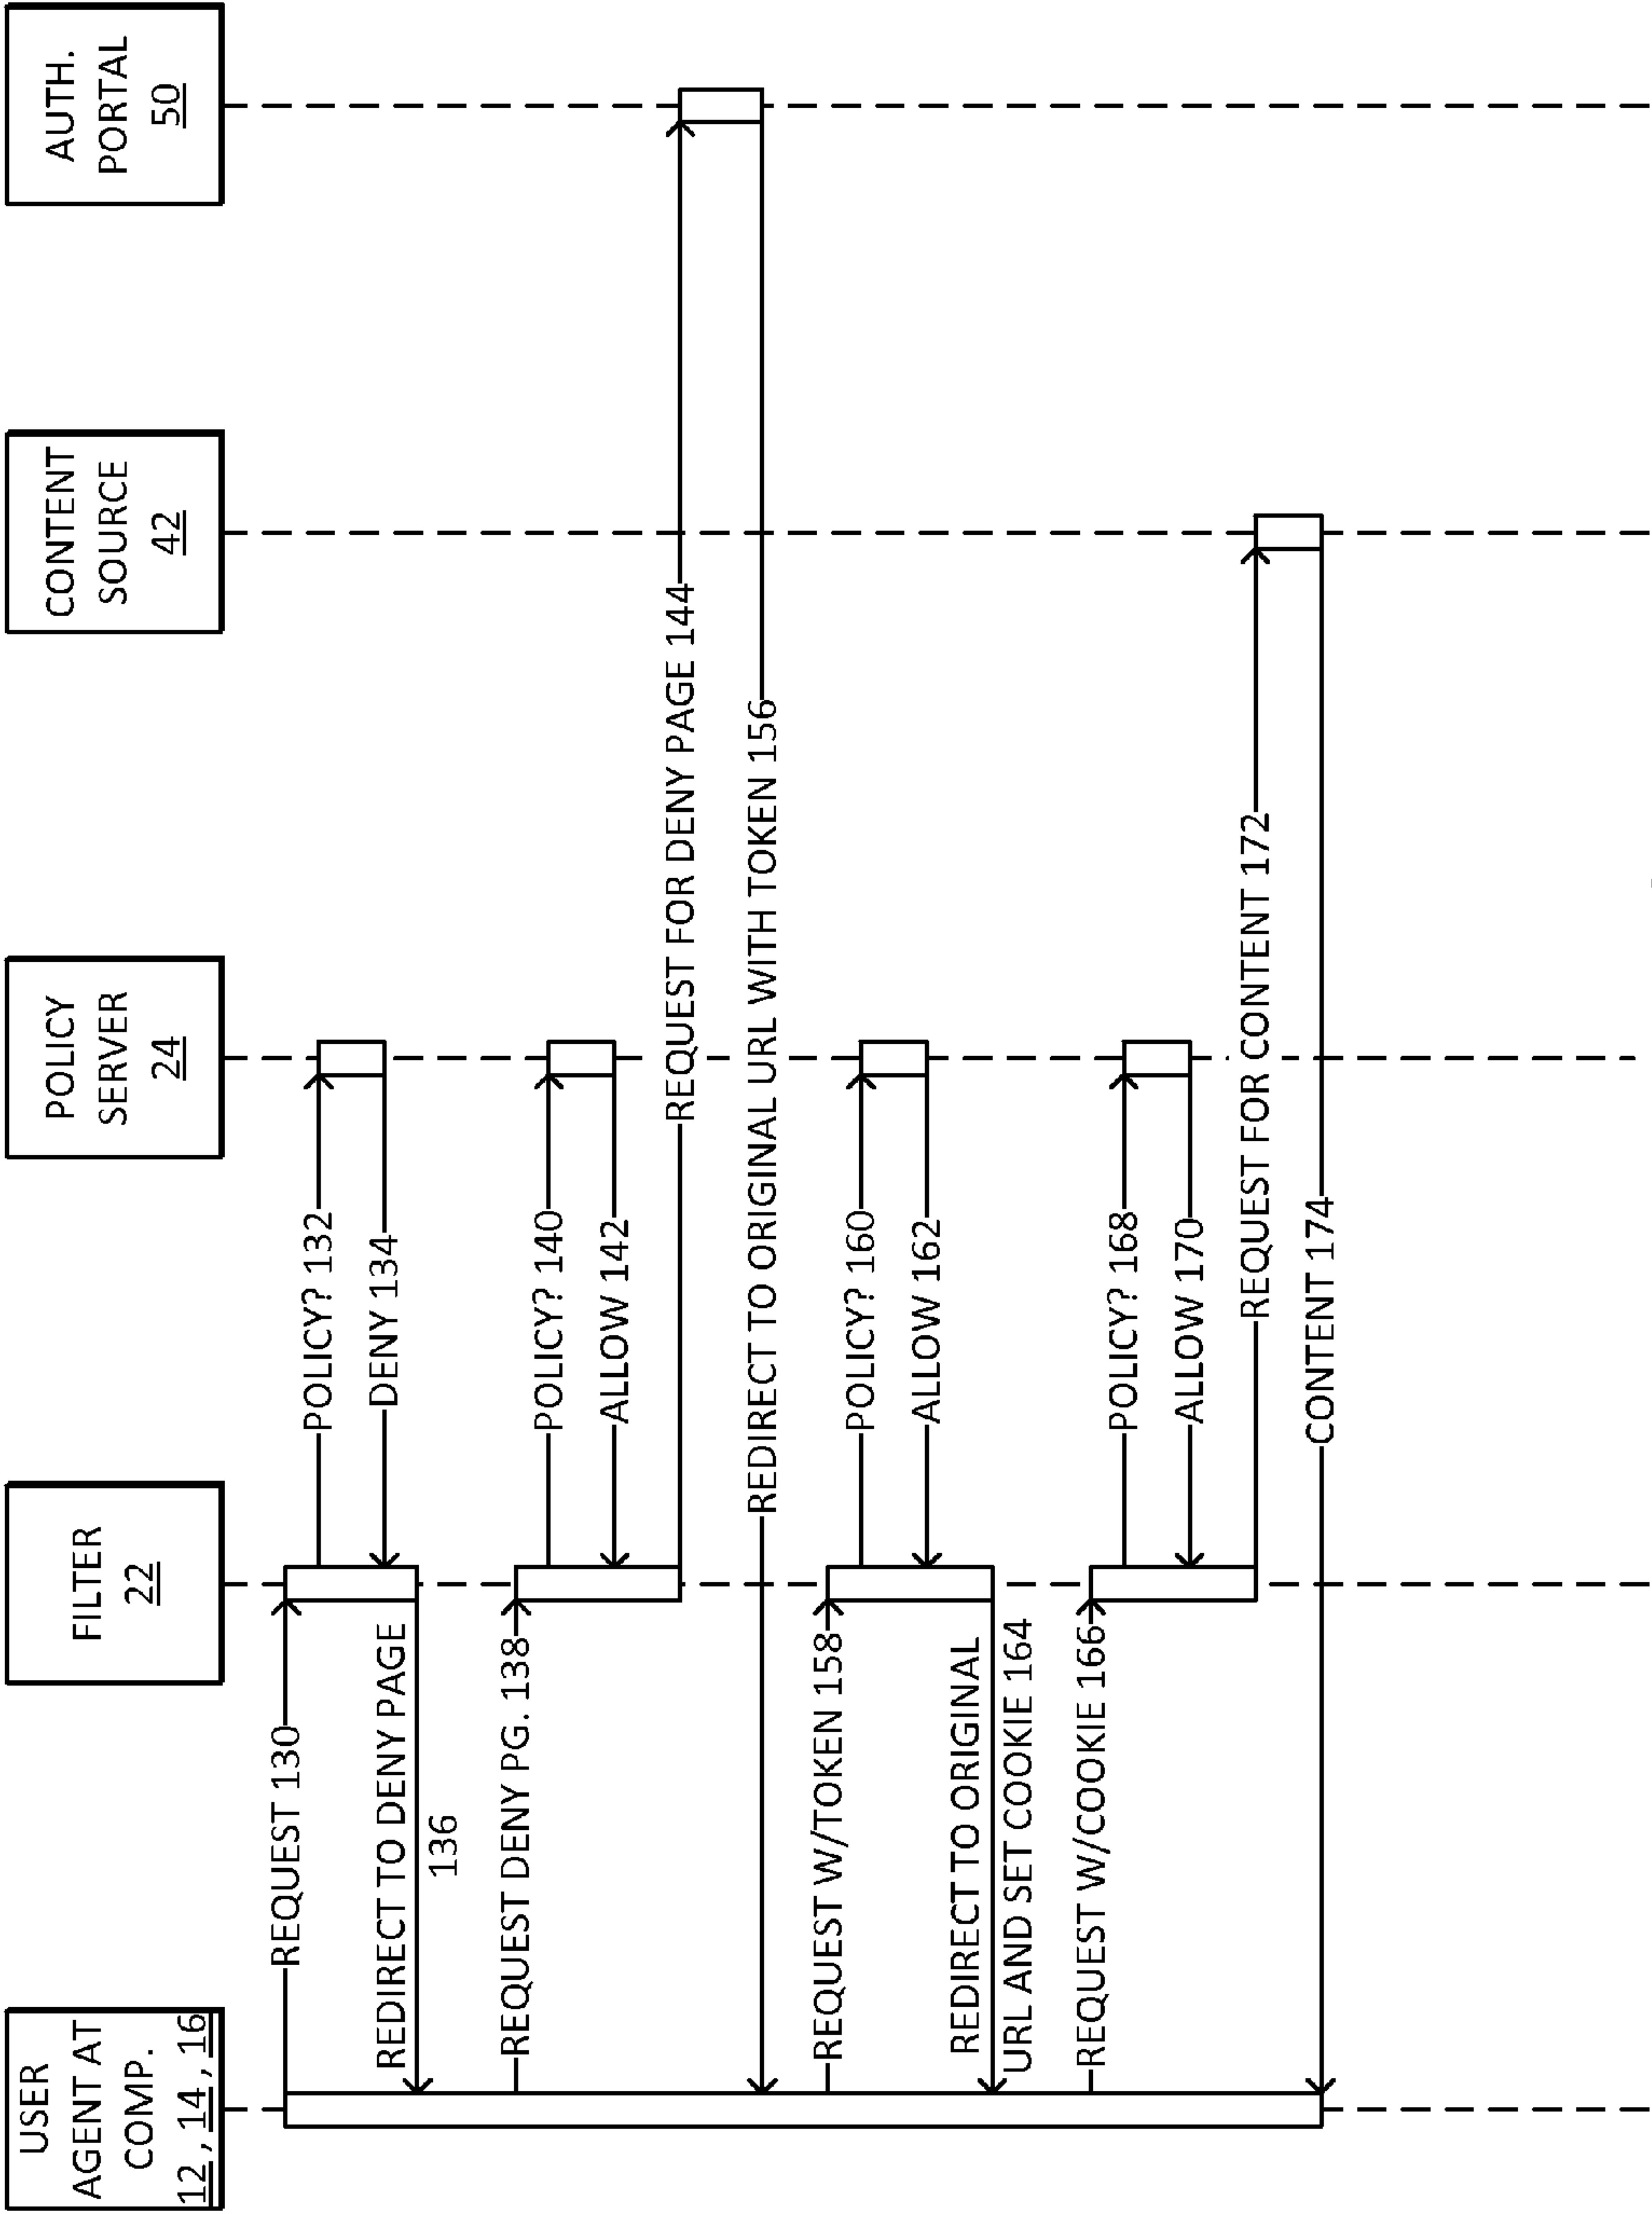 USER
AGENT AT
COMP.
12, 14, 16
FILTER
22
POLICY
SERVER
24
CONTENT
SOURCE
42
AUTH.
PORTAL
50
REQUEST 130
POLICY? 132
DENY 134
REDIRECT TO DENY PAGE
136
REQUEST DENY PG. 138
POLICY? 140
ALLOW 142
REQUEST FOR DENY PAGE 144
REDIRECT TO ORIGINAL URL WITH TOKEN 156
REQUEST W/TOKEN 158
POLICY? 160
ALLOW 162
REDIRECT TO ORIGINAL
URL AND SET COOKIE 164
REQUEST W/COOKIE 166
POLICY? 168
ALLOW 170
REQUEST FOR CONTENT 172
CONTENT 174